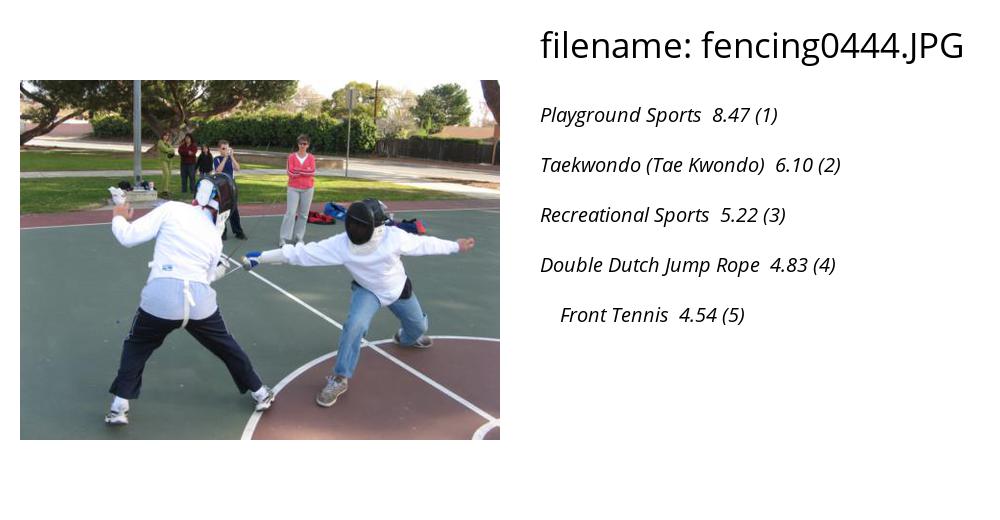 filename: fencing0444.JPG
Playground Sports 8.47 (1)
Taekwondo (Tae Kwondo) 6.10 (2)
Recreational Sports 5.22 (3)
Double Dutch Jump Rope 4.83 (4)
Front Tennis 4.54 (5)